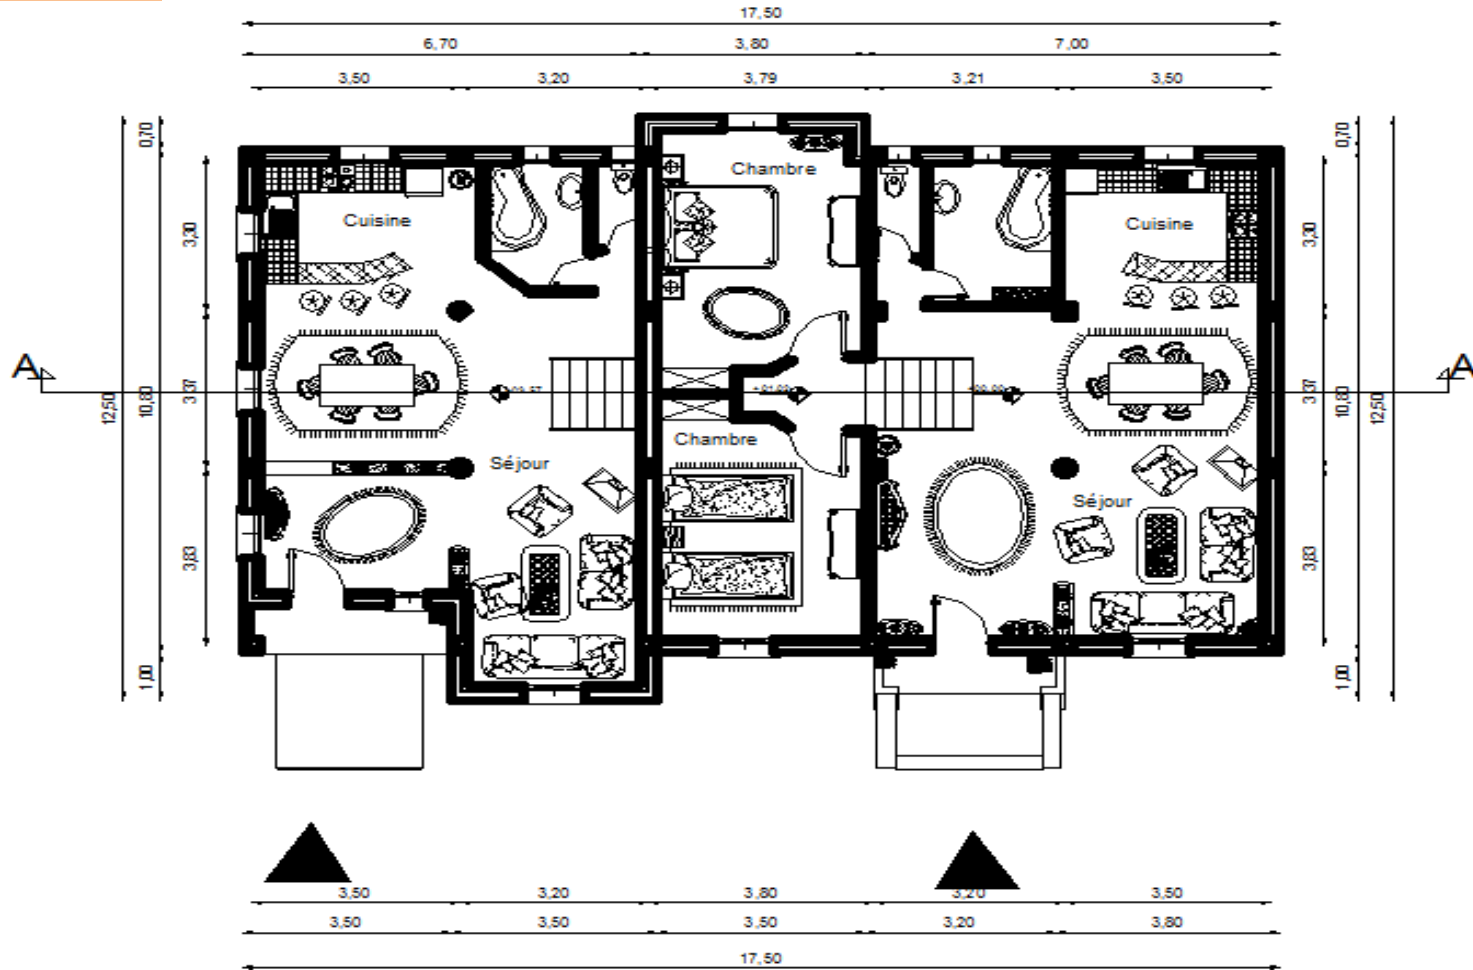 17,50
6,70 3,80 7,00
3,50 3,20 3,79 3,21 3,50
0,70 0,70
Chambre
Cuisine Cuisine
3,30 3,30
A A
12,50 10,80 3,37 +00.00 3,37 10,80 12,50
Chambre
Séjour
Séjour
3,83 3,83
1,00 1,00
3,50 3,20 3,80 3,20 3,50
3,50 3,50 3,50 3,20 3,80
17,50